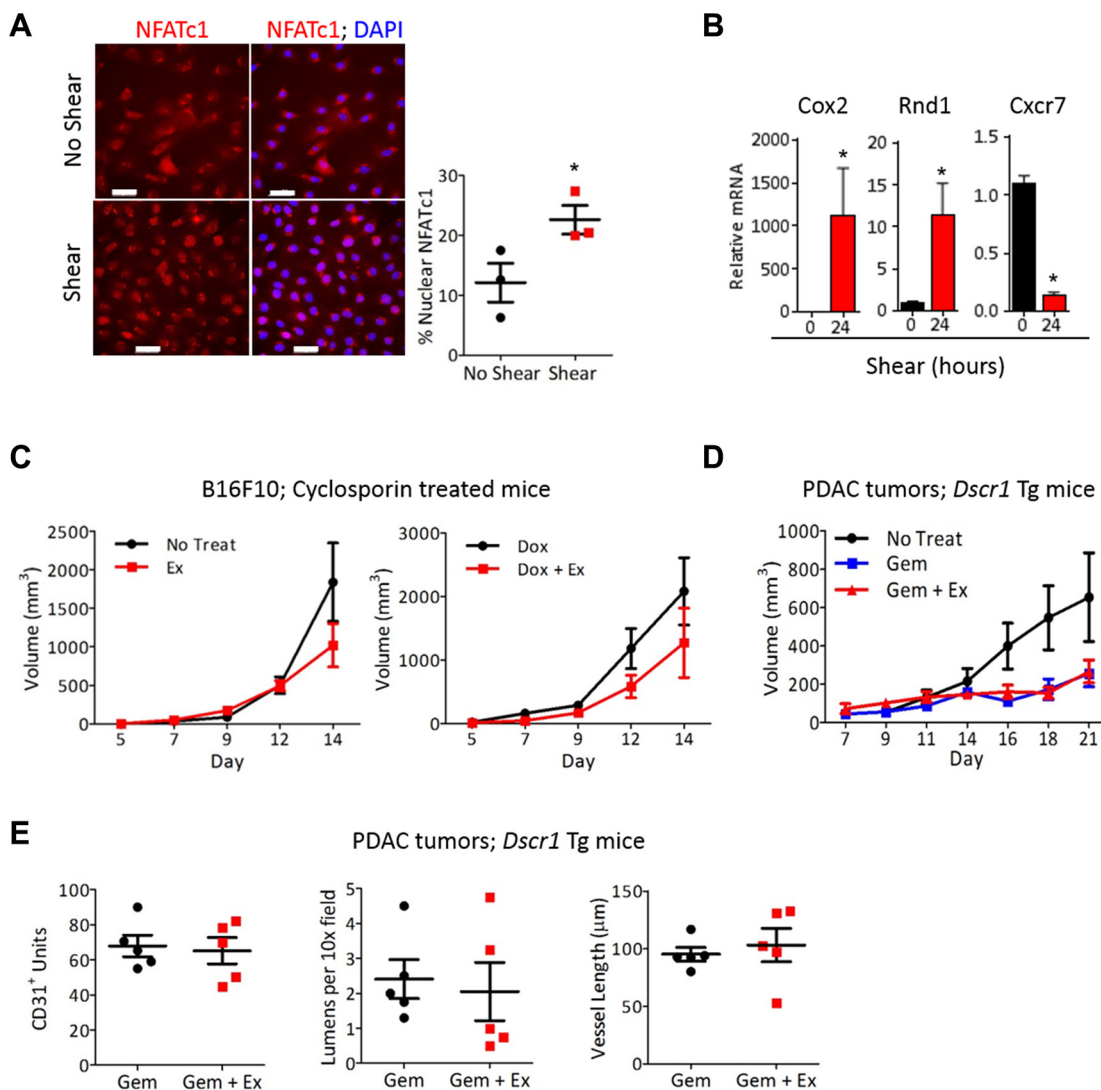 A
NFATc1
NFATc1; DAPI
No Shear
Shear
% Nuclear NFATc1
30
20
10
0
*
No Shear
Shear
B
Cox2
Rnd1
Cxcr7
Relative mRNA
2000
1500
1000
500
0
*
0
24
20
15
10
5
0
*
0
24
1.5
1.0
0.5
0.0
*
0
24
Shear (hours)
C
B16F10; Cyclosporin treated mice
Volume (mm³)
2500
2000
1500
1000
500
0
No Treat
Ex
5 7 9 12 14
Day
Volume (mm³)
3000
2000
1000
0
Dox
Dox + Ex
5 7 9 12 14
Day
D
PDAC tumors; Dscr1 Tg mice
Volume (mm³)
1000
800
600
400
200
0
No Treat
Gem
Gem + Ex
7 9 11 14 16 18 21
Day
E
PDAC tumors; Dscr1 Tg mice
CD31⁺ Units
100
80
60
40
20
0
Gem
Gem + Ex
Lumens per 10x field
5
4
3
2
1
0
Gem
Gem + Ex
Vessel Length (µm)
150
100
50
0
Gem
Gem + Ex